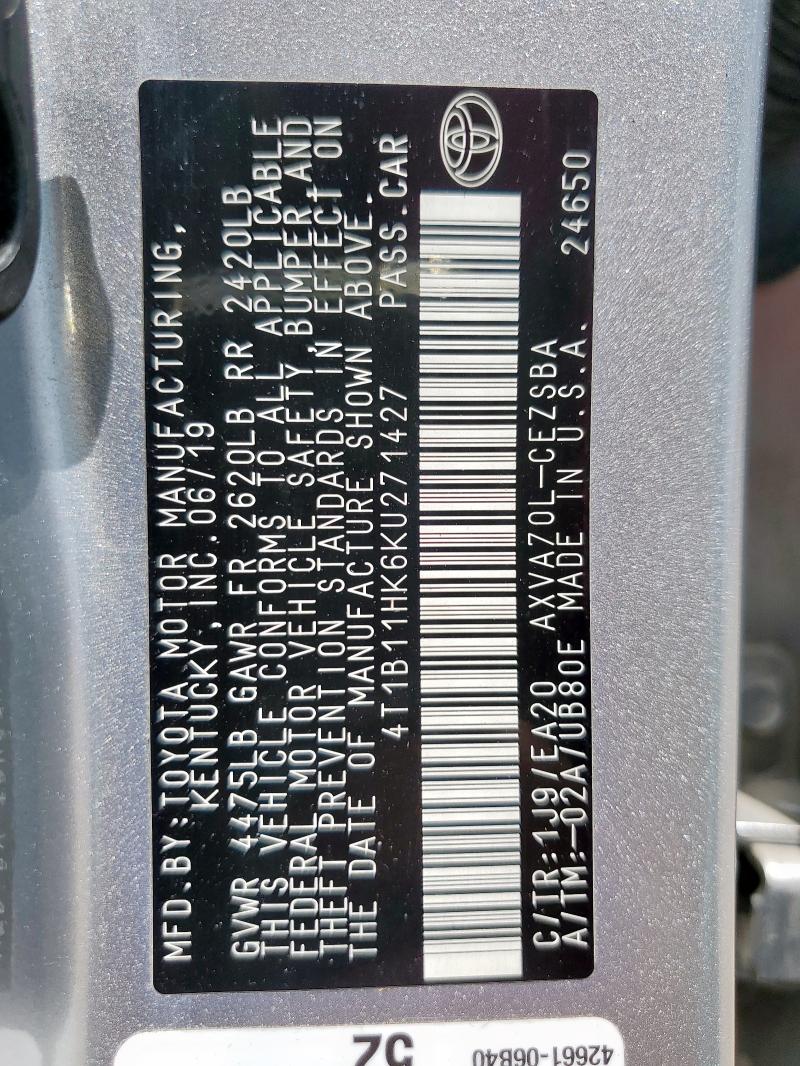 MFD.BY:TOYOTA MOTOR MANUFACTURING,
KENTUCKY,INC.06/19
GVWR 4475LB GAWR FR 2620LB RR 2420LB
THIS VEHICLE CONFORMS TO ALL APPLICABLE
FEDERAL MOTOR VEHICLE SAFETY,BUMPER,AND
THEFT PREVENTION STANDARDS IN EFFECT ON
THE DATE OF MANUFACTURE SHOWN ABOVE.
4T1B11HK6KU271427 PASS.CAR
C/TR:1J9/EA20 AXVA70L-CEZSBA 24650
A/TM:-02A/UB80E MADE IN U.S.A.
52
42661-06B40